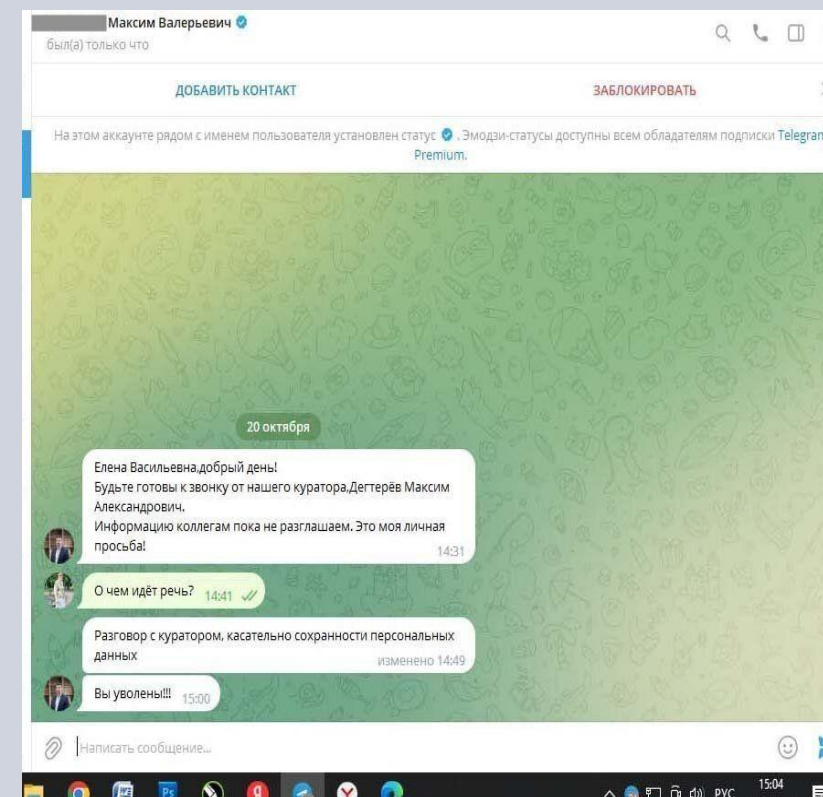 Максим Валерьевич
был(а) только что
ДОБАВИТЬ КОНТАКТ
ЗАБЛОКИРОВАТЬ
На этом аккаунте рядом с именем пользователя установлен статус . Эмодзи-статусы доступны всем обладателям подписки Telegram
Premium.
20 октября
Елена Васильевна,добрый день!
Будьте готовы к звонку от нашего куратора,Дегтерёв Максим
Александрович.
Информацию коллегам пока не разглашаем. Это моя личная
просьба!
14:31
О чем идёт речь?
14:41
Разговор с куратором, касательно сохранности персональных
данных
изменено 14:49
Вы уволены!!!
15:00
Написать сообщение...
Ps
Я
Y
РУС
15:04